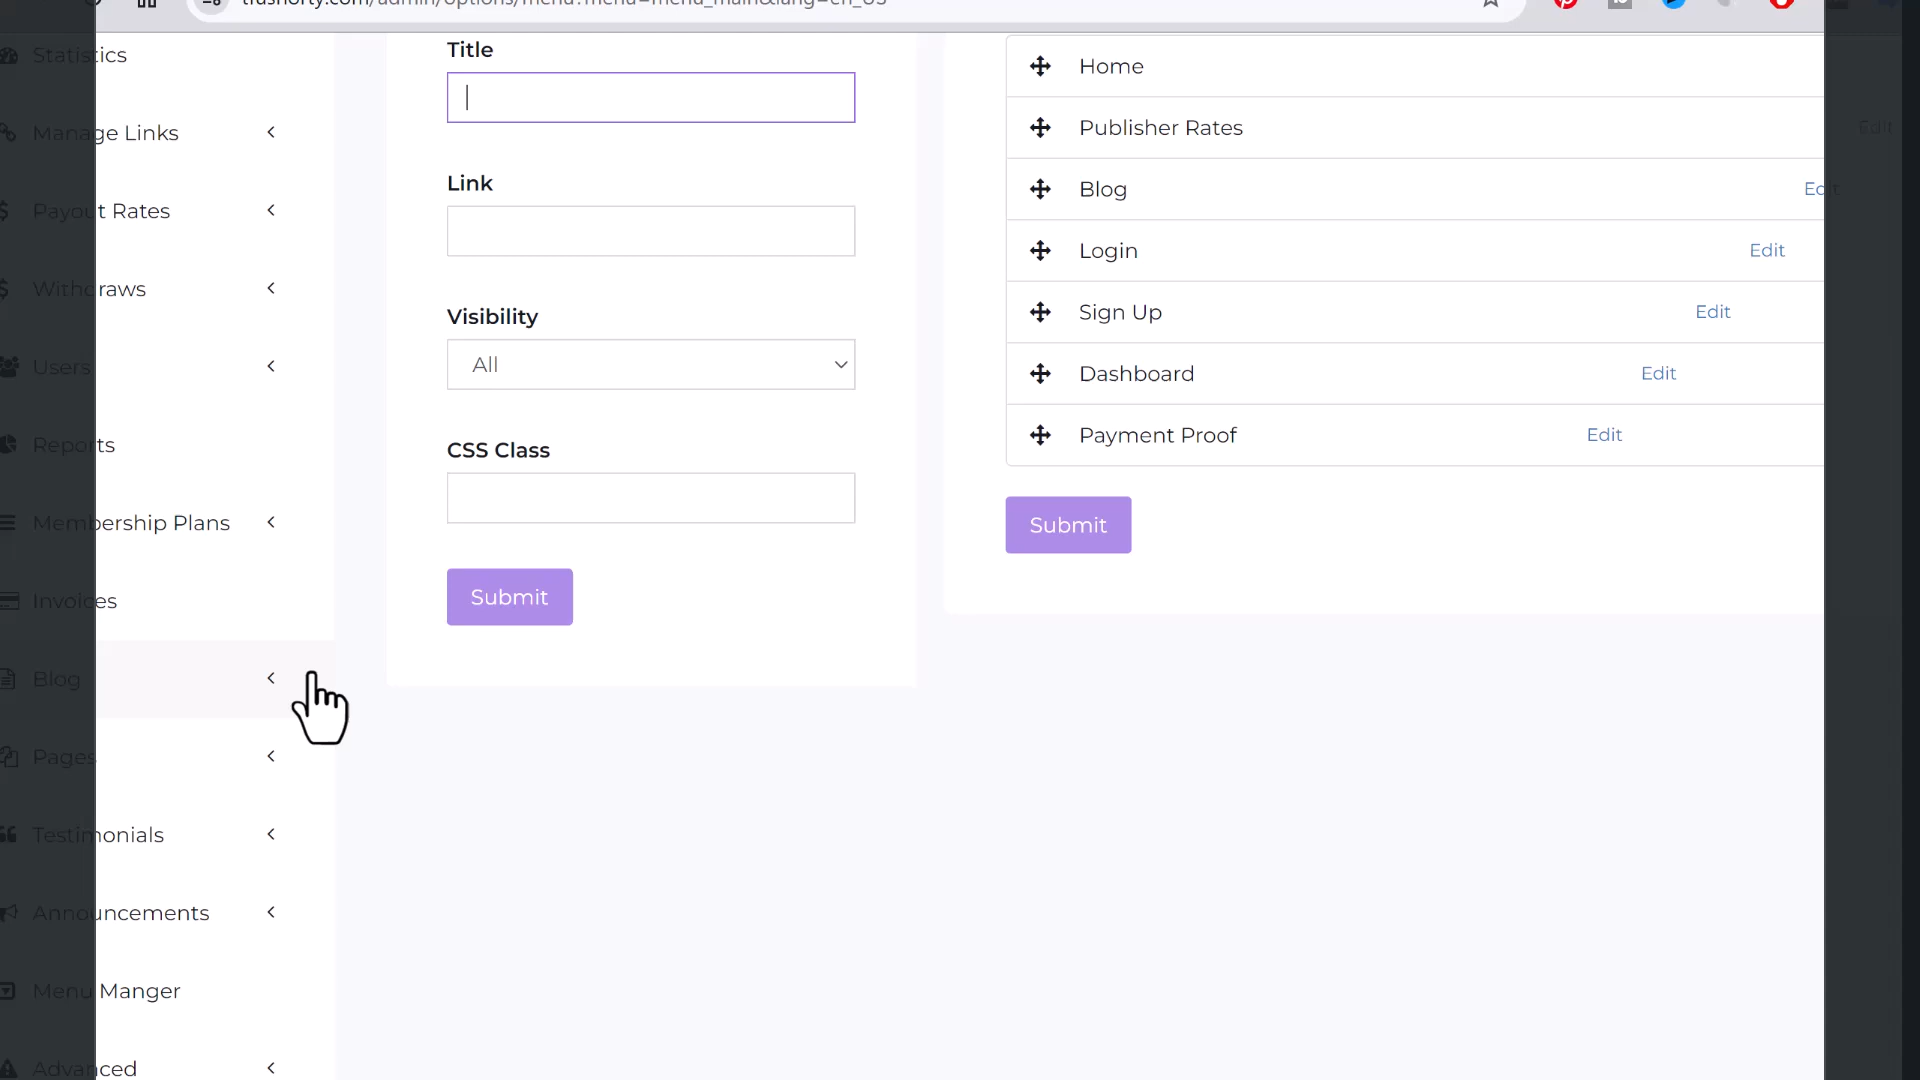 Statistics
Manage Links
Payout Rates
Withdraws
Users
Reports
Membership Plans
Invoices
Blog
Pages
Testimonials
Announcements
Menu Manger
Advanced
Title
Link
Visibility
All
CSS Class
Submit
Home
Publisher Rates Edit
Blog Edit
Login Edit
Sign Up Edit
Dashboard Edit
Payment Proof Edit
Submit